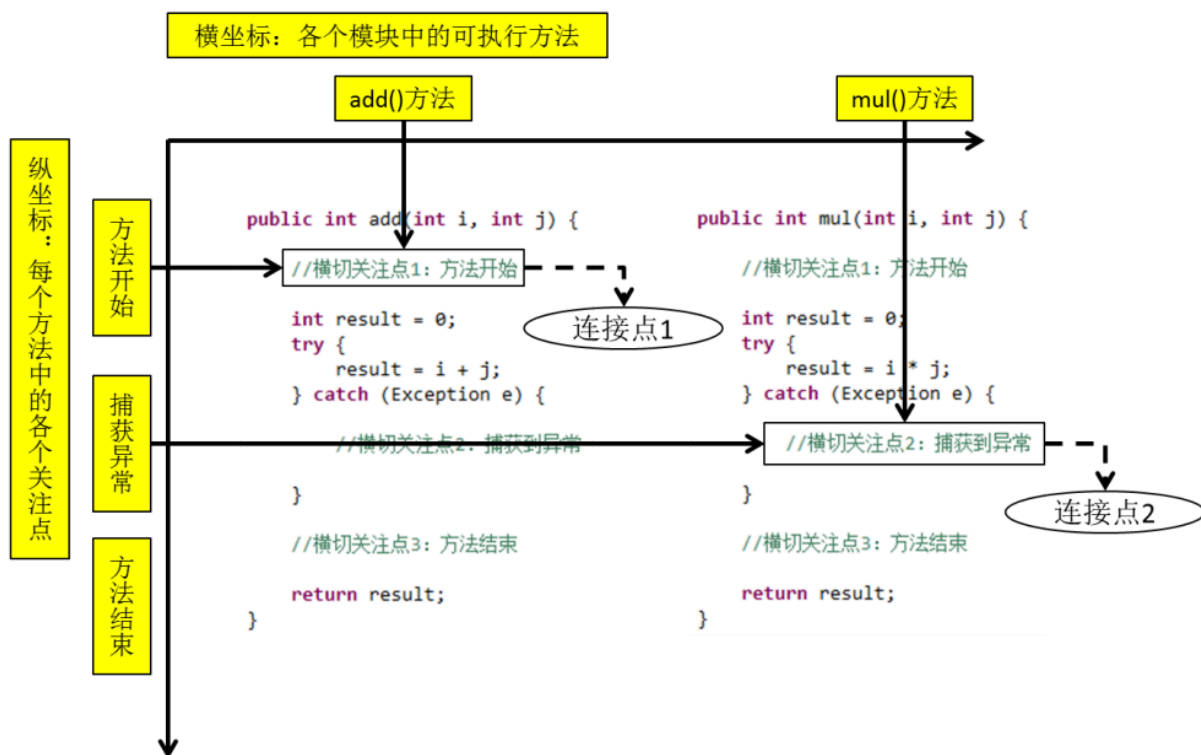 横坐标：各个模块中的可执行方法
add()方法
mul()方法
纵坐标：每个方法中的各个关注点
方法开始
捕获异常
方法结束
public int add(int i, int j) {
//横切关注点1：方法开始
int result = 0;
try {
result = i + j;
} catch (Exception e) {
//横切关注点2：捕获到异常
}
//横切关注点3：方法结束
return result;
}
连接点1
public int mul(int i, int j) {
//横切关注点1：方法开始
int result = 0;
try {
result = i * j;
} catch (Exception e) {
//横切关注点2：捕获到异常
}
//横切关注点3：方法结束
return result;
}
连接点2